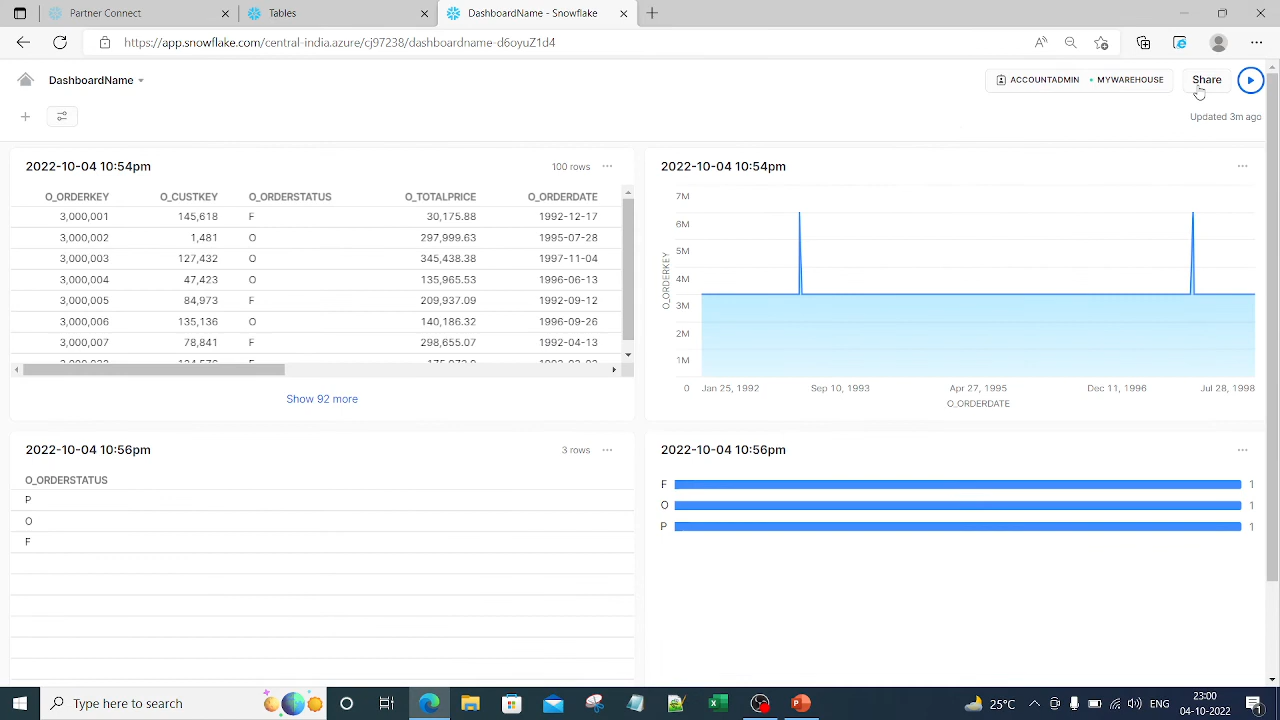 Partner Connect
Tables
DashboardName - Snowflake
https://app.snowflake.com/central-india.azure/cj97238/dashboardname-d6oyuZ1d4
DashboardName
ACCOUNTADMIN MYWAREHOUSE
Share
Updated 3m ago
2022-10-04 10:54pm
100 rows
O_ORDERKEY O_CUSTKEY O_ORDERSTATUS O_TOTALPRICE O_ORDERDATE
3,000,001 145,618 F 30,175.88 1992-12-17
3,000,002 1,481 O 297,999.63 1995-07-28
3,000,003 127,432 O 345,438.38 1997-11-04
3,000,004 47,423 O 135,965.53 1996-06-13
3,000,005 84,973 F 209,937.09 1992-09-12
3,000,006 135,136 O 140,186.32 1996-09-26
3,000,007 78,841 F 298,655.07 1992-04-13
Show 92 more
2022-10-04 10:54pm
7M
6M
5M
4M
3M
2M
1M
0
O_ORDERKEY
Jan 25, 1992 Sep 10, 1993 Apr 27, 1995 Dec 11, 1996 Jul 28, 1998
O_ORDERDATE
2022-10-04 10:56pm
3 rows
O_ORDERSTATUS
P
O
F
2022-10-04 10:56pm
F 1
O 1
P 1
Type here to search
25°C
ENG
23:00
04-10-2022